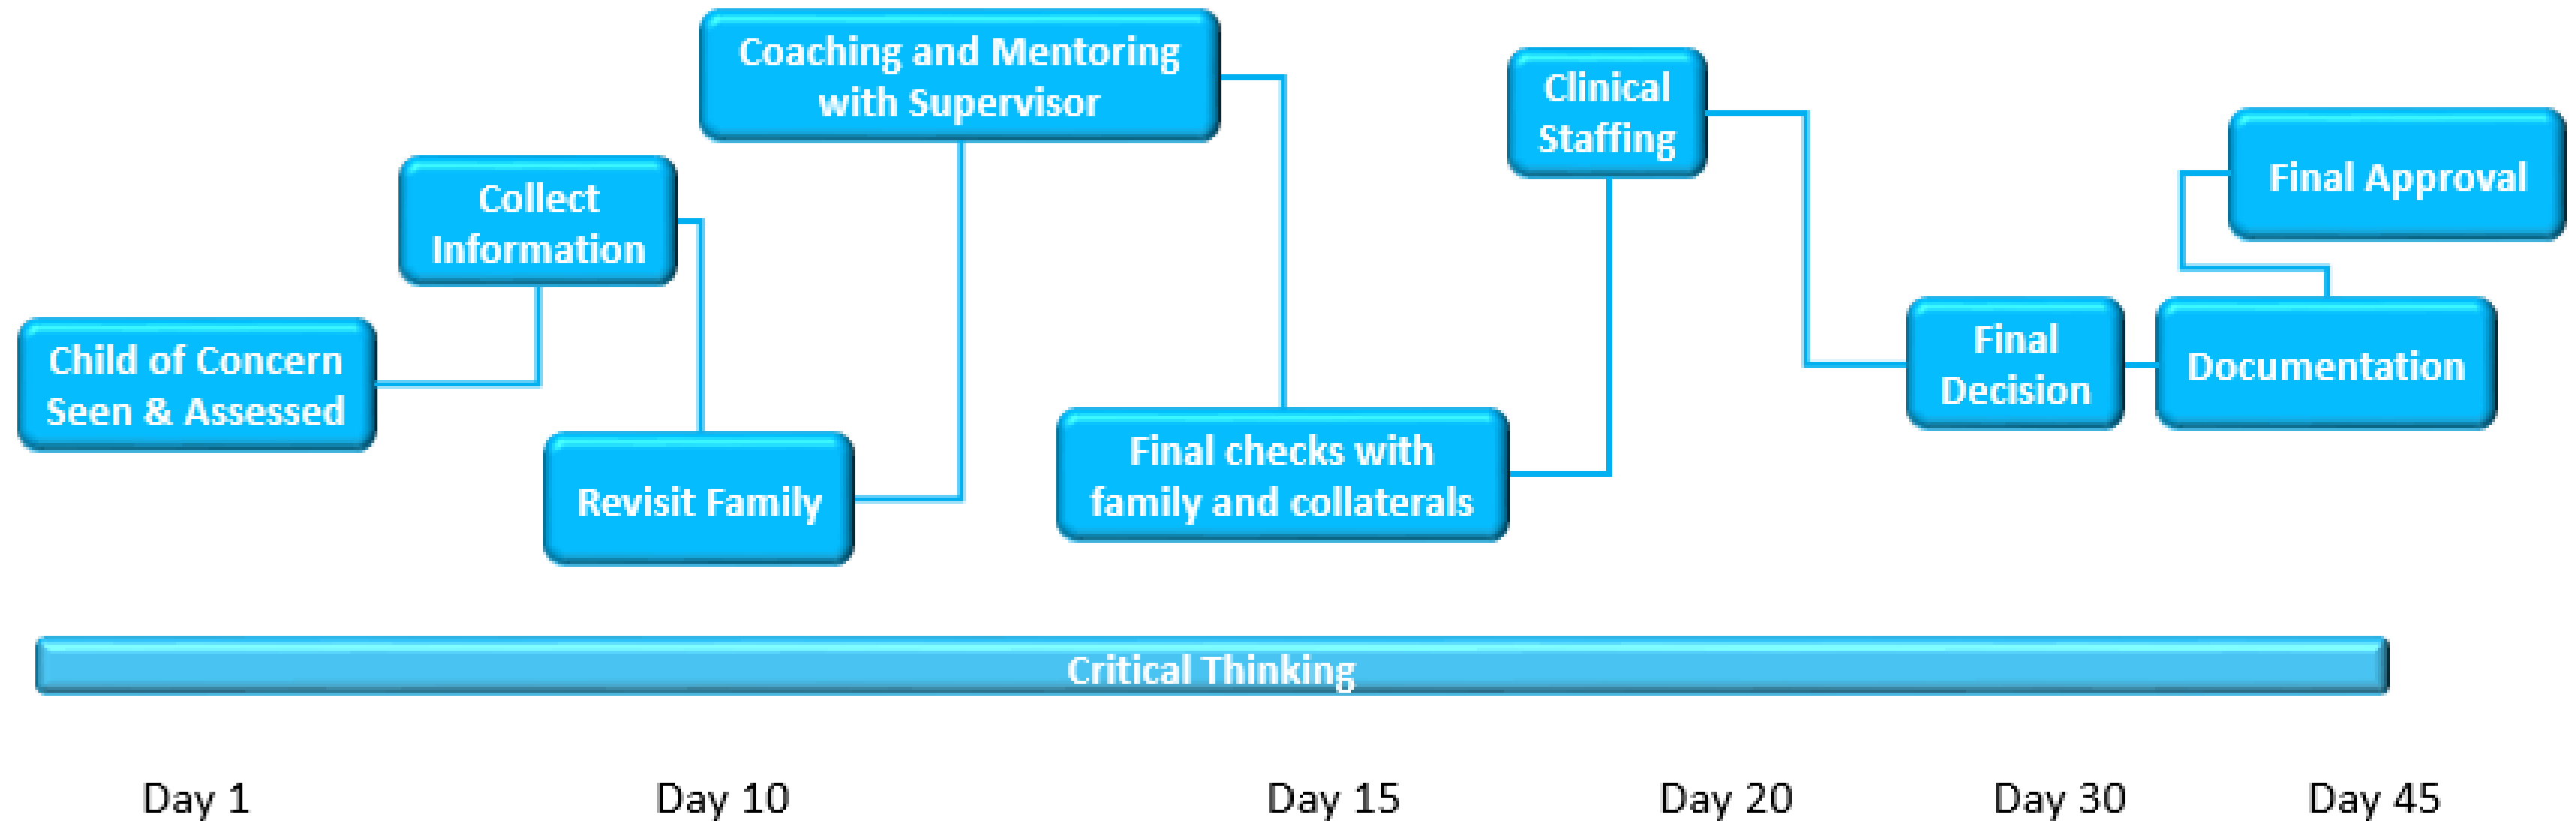 Child of Concern
Seen & Assessed
Collect
Information
Revisit Family
Coaching and Mentoring
with Supervisor
Final checks with
family and collaterals
Clinical
Staffing
Final
Decision
Documentation
Final Approval
Critical Thinking
Day 1
Day 10
Day 15
Day 20
Day 30
Day 45